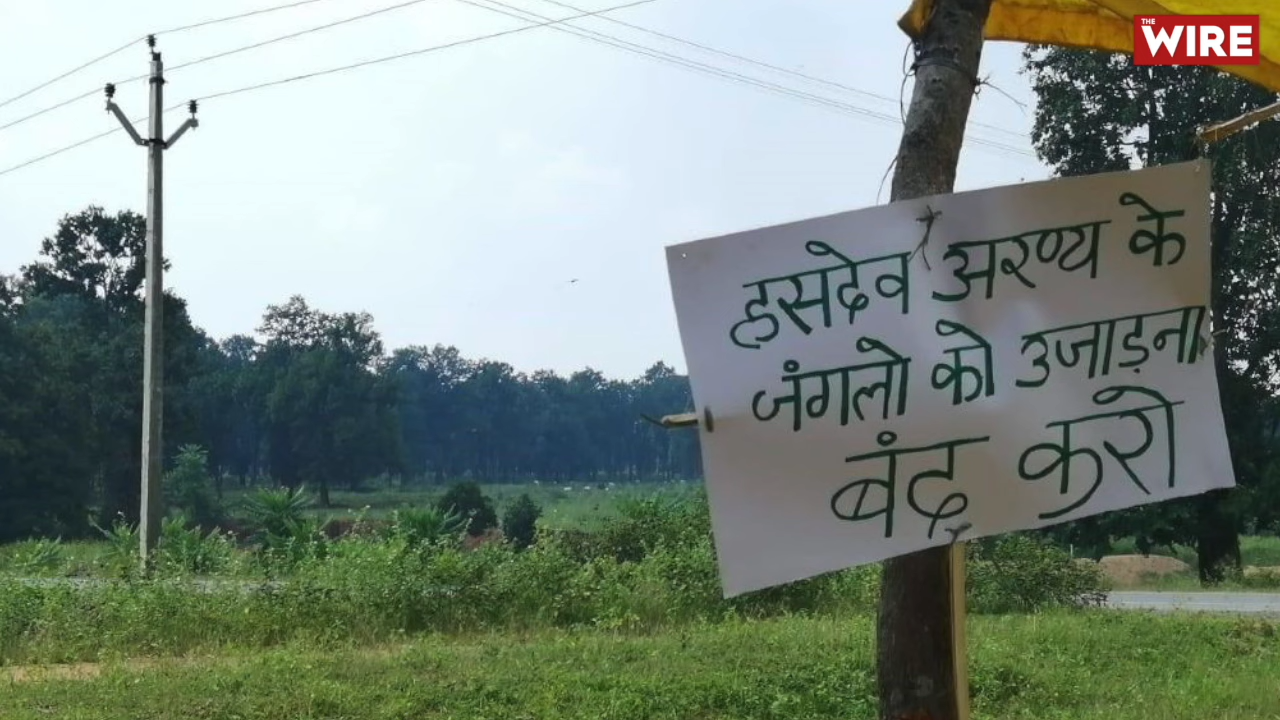 THE
WIRE
हसदेव अरण्य के
जंगलो को उजाड़ना
बंद करो